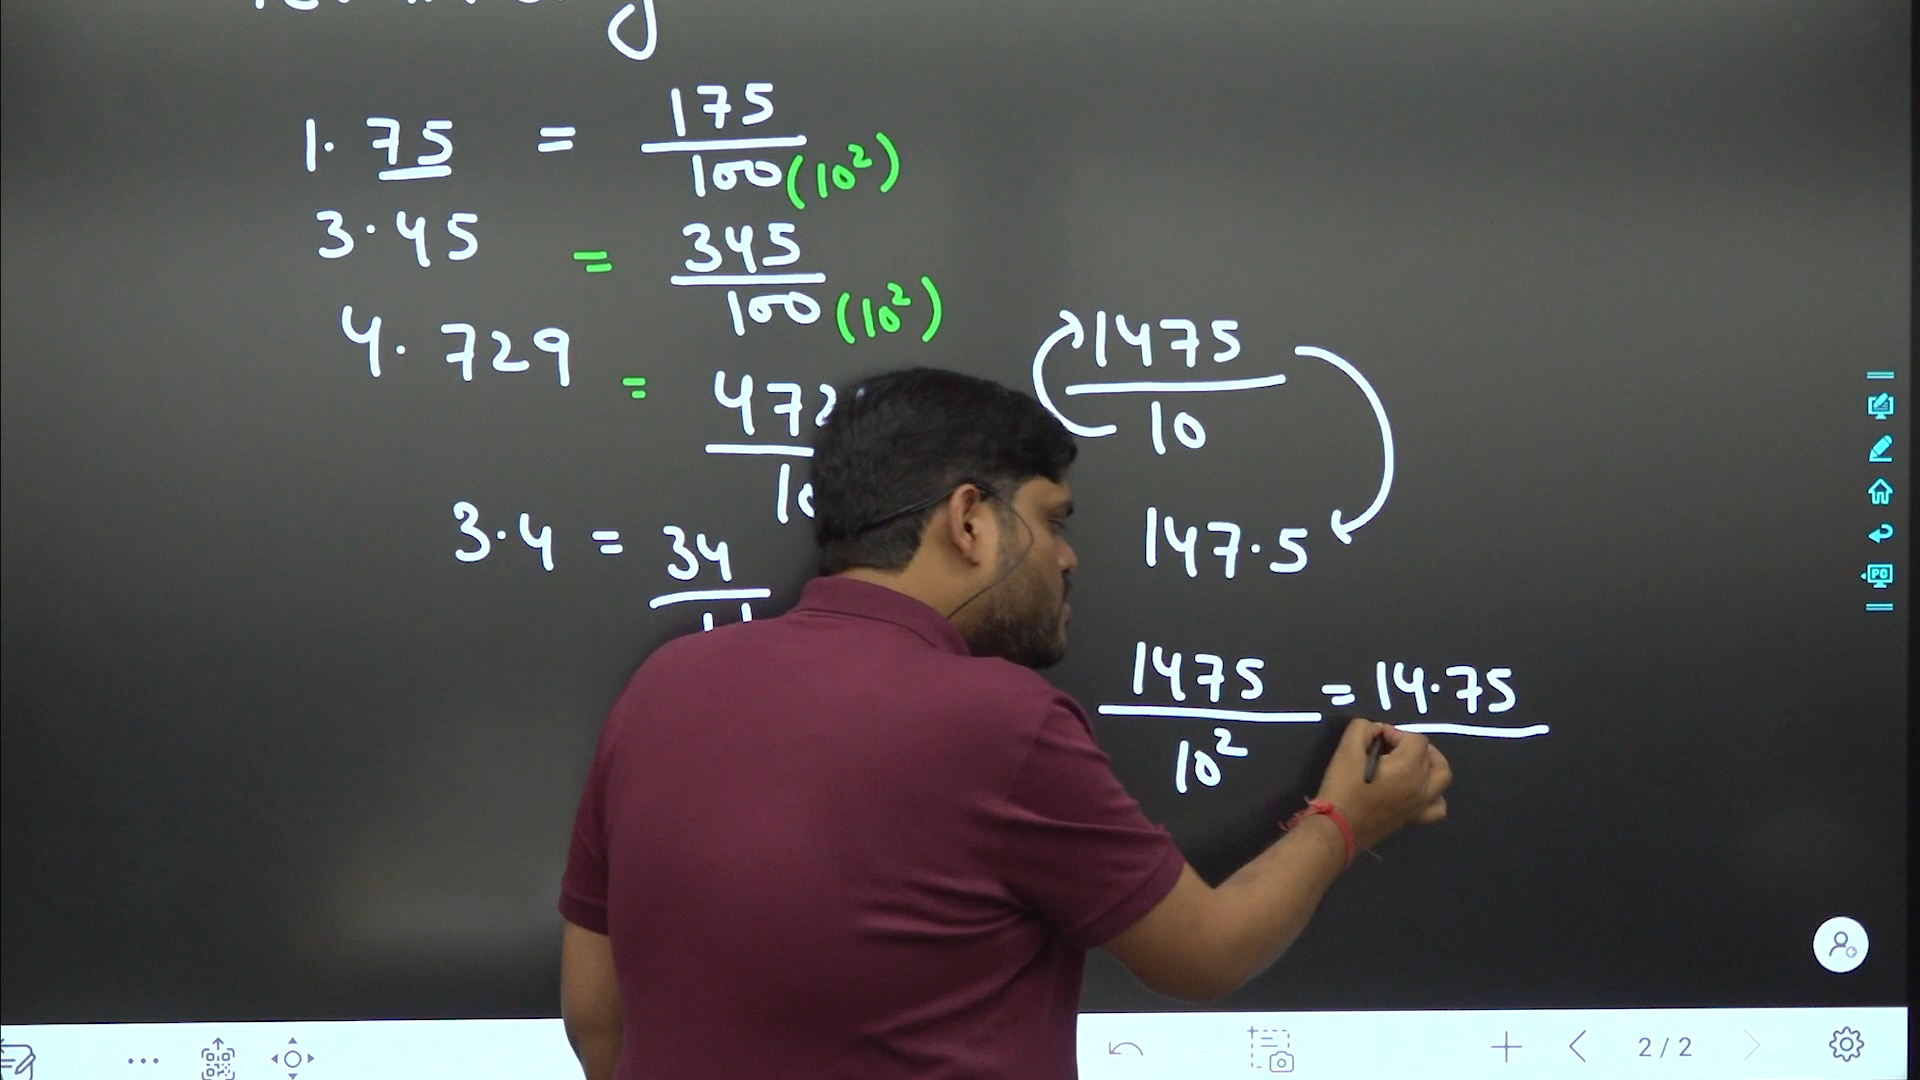 1.75 = 175/100 (10²)
3.45 = 345/100 (10²)
4.729 =
3.4 = 34
1475/10
147.5
1475/10² = 14.75
2/2